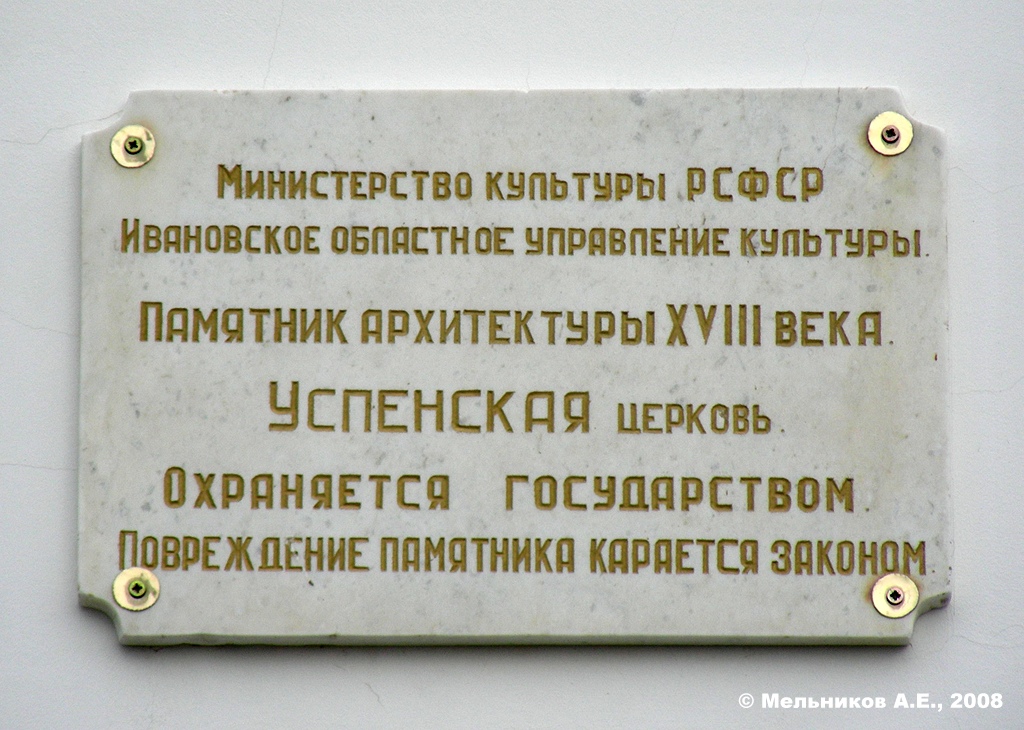 Министерство культуры РСФСР
Ивановское областное управление культуры.
Памятник архитектуры XVIII века.
Успенская церковь.
Охраняется государством.
Повреждение памятника карается законом.
© Мельников А.Е., 2008